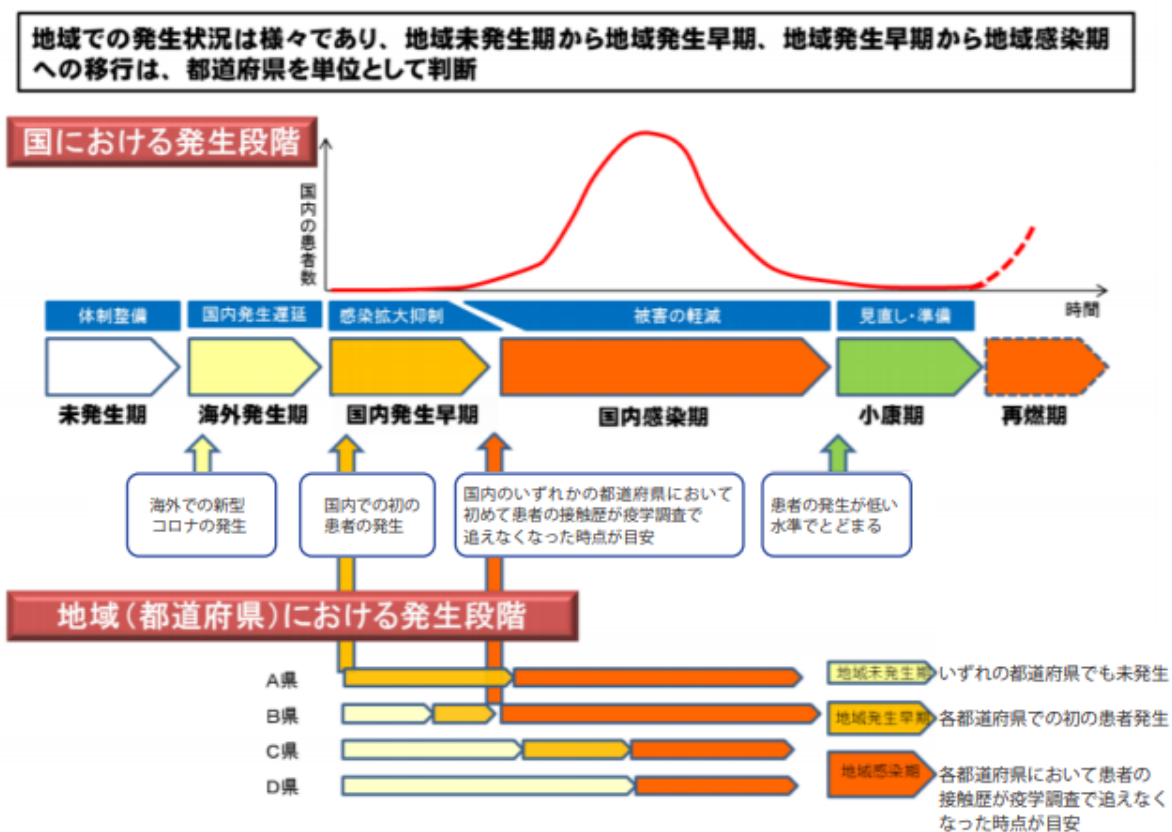 地域での発生状況は様々であり、地域未発生期から地域発生早期、地域発生早期から地域感染期
への移行は、都道府県を単位として判断
国における発生段階
国内の患者数
時間
体制整備
国内発生遅延
感染拡大抑制
被害の軽減
見直し・準備
未発生期
海外発生期
国内発生早期
国内感染期
小康期
再燃期
海外での新型
コロナの発生
国内での初の
患者の発生
国内のいずれかの都道府県において
初めて患者の接触歴が疫学調査で
追えなくなった時点が目安
患者の発生が低い
水準でとどまる
地域(都道府県)における発生段階
A県
B県
C県
D県
地域未発生期 いずれの都道府県でも未発生
地域発生早期 各都道府県での初の患者発生
地域感染期 各都道府県において患者の
接触歴が疫学調査で追えなく
なった時点が目安